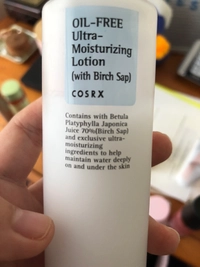 OIL-FREE
Ultra-
Moisturizing
Lotion
(with Birch Sap)
COSRX
Contains with Betula
Platyphylla Japonica
Juice 70%(Birch Sap)
and exclusive ultra-
moisturizing
ingredients to help
maintain water deeply
on and under the skin